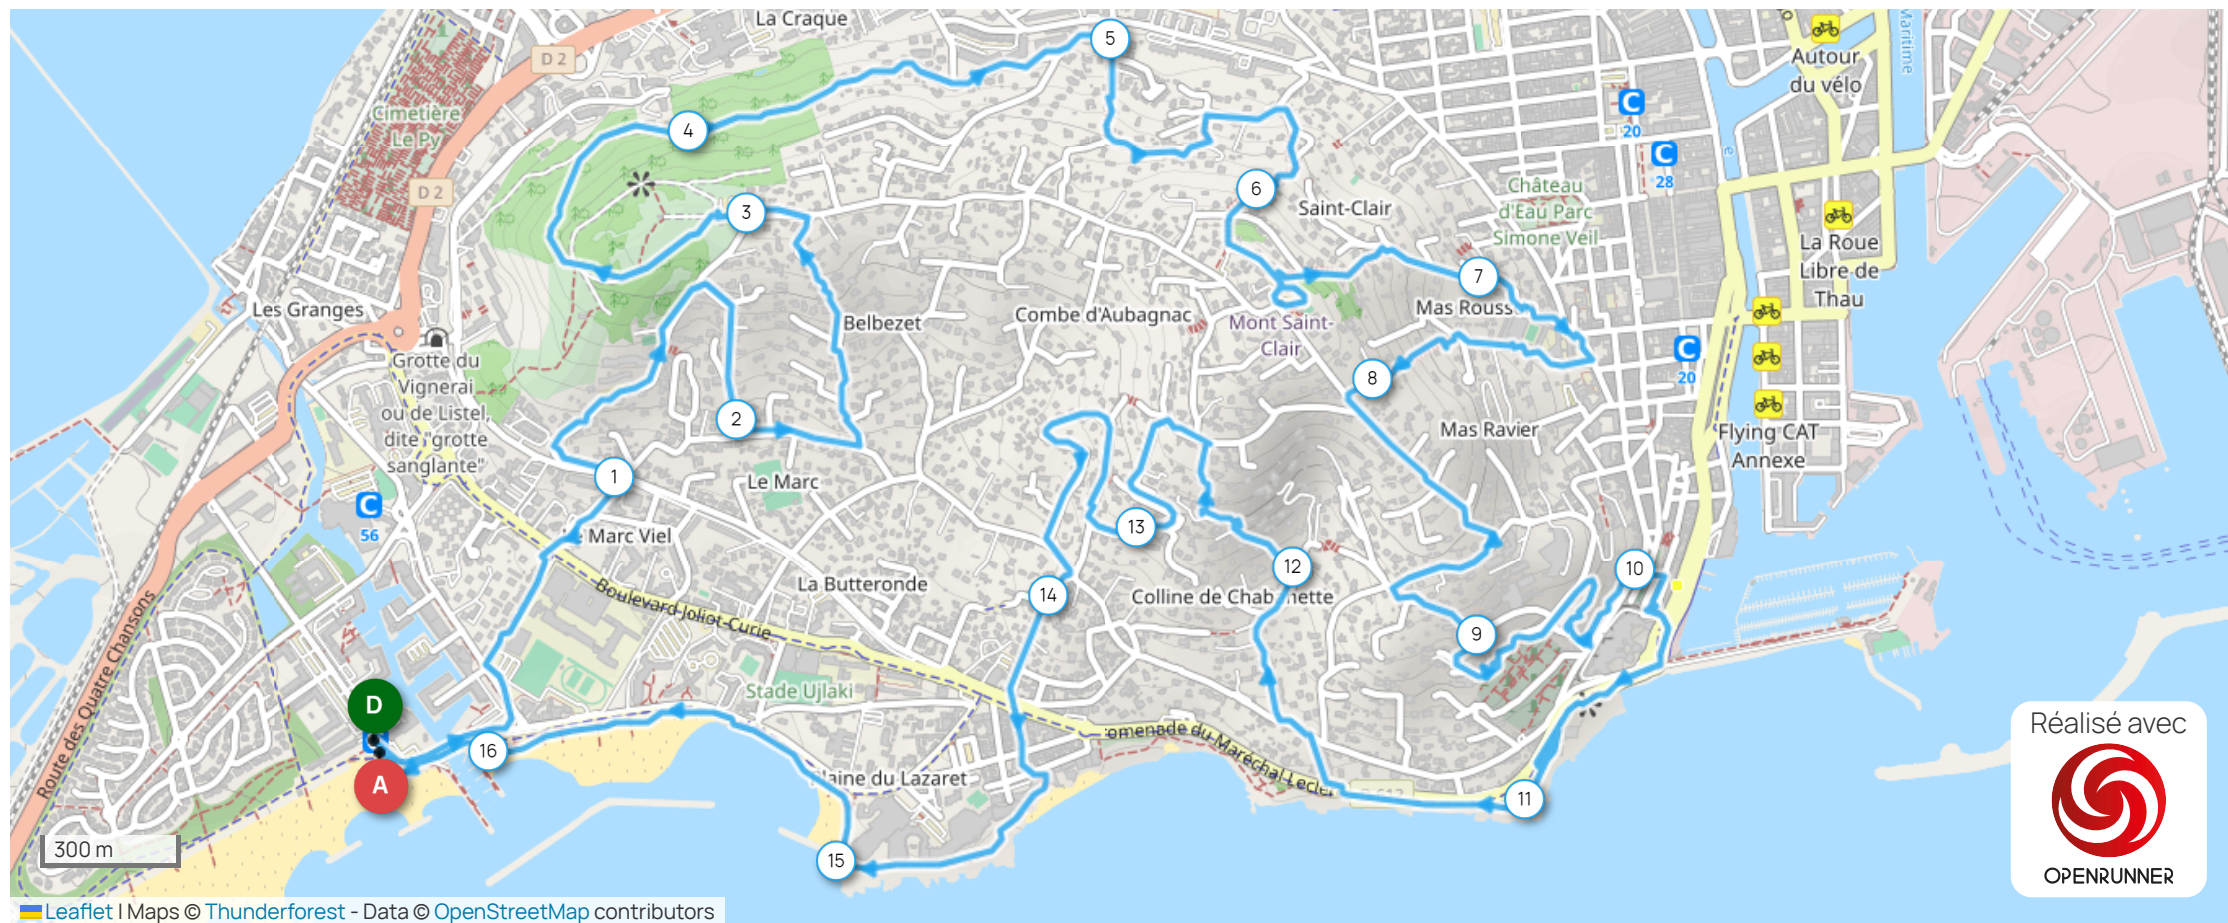 La Craque
5
D 2
Autour
du vélo
Maritime
Cimetière
Le Py
4
C
20
C
28
D 2
3
6
Saint-Clair
Château
d'Eau Parc
Simone Veil
La Roue
Libre de
Thau
7
Les Granges
Belbezet
Combe d'Aubagnac
Mas Rouss
Mont Saint-
Clair
C
20
Grotte du
Vignerai
ou de Listel,
dite "grotte
sanglante"
8
2
Mas Ravier
Flying CAT
Annexe
1
Le Marc
C
56
13
Marc Viel
12
10
La Butteronde
14
Colline de Chab
nette
Boulevard Joliot-Curie
9
Route des Quatre Chansons
Stade Ujlaki
D
16
omenade du Maréchal Lecler
A
aine du Lazaret
11
15
300 m
Réalisé avec
OPENRUNNER
Leaflet | Maps © Thunderforest - Data © OpenStreetMap contributors